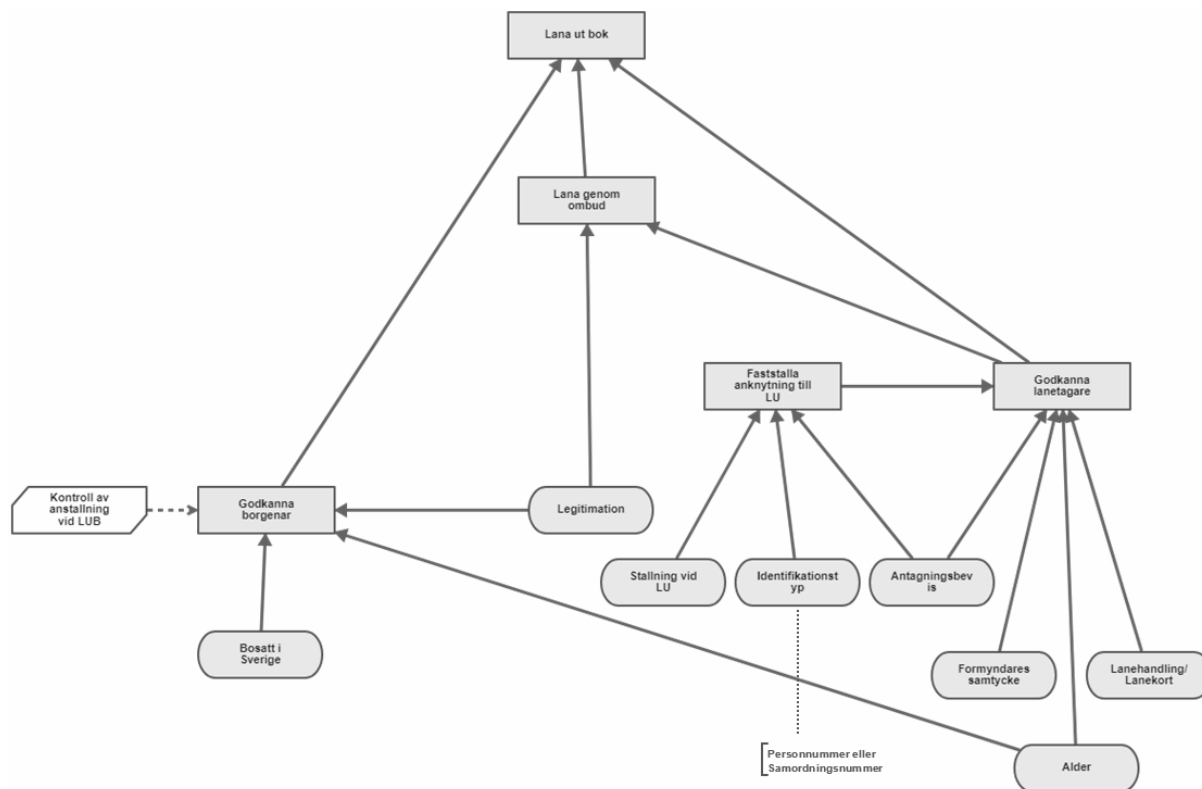 Lana ut bok
Lana genom
ombud
Faststalla
anknytning till
LU
Godkanna
lanetagare
Kontroll av
anstallning
vid LUB
Godkanna
borgenar
Legitimation
Stallning vid
LU
Identifikationst
yp
Antagningsbev
is
Bosatt i
Sverige
Formyndares
samtycke
Lanehandling/
Lanekort
Personnummer eller
Samordningsnummer
Alder